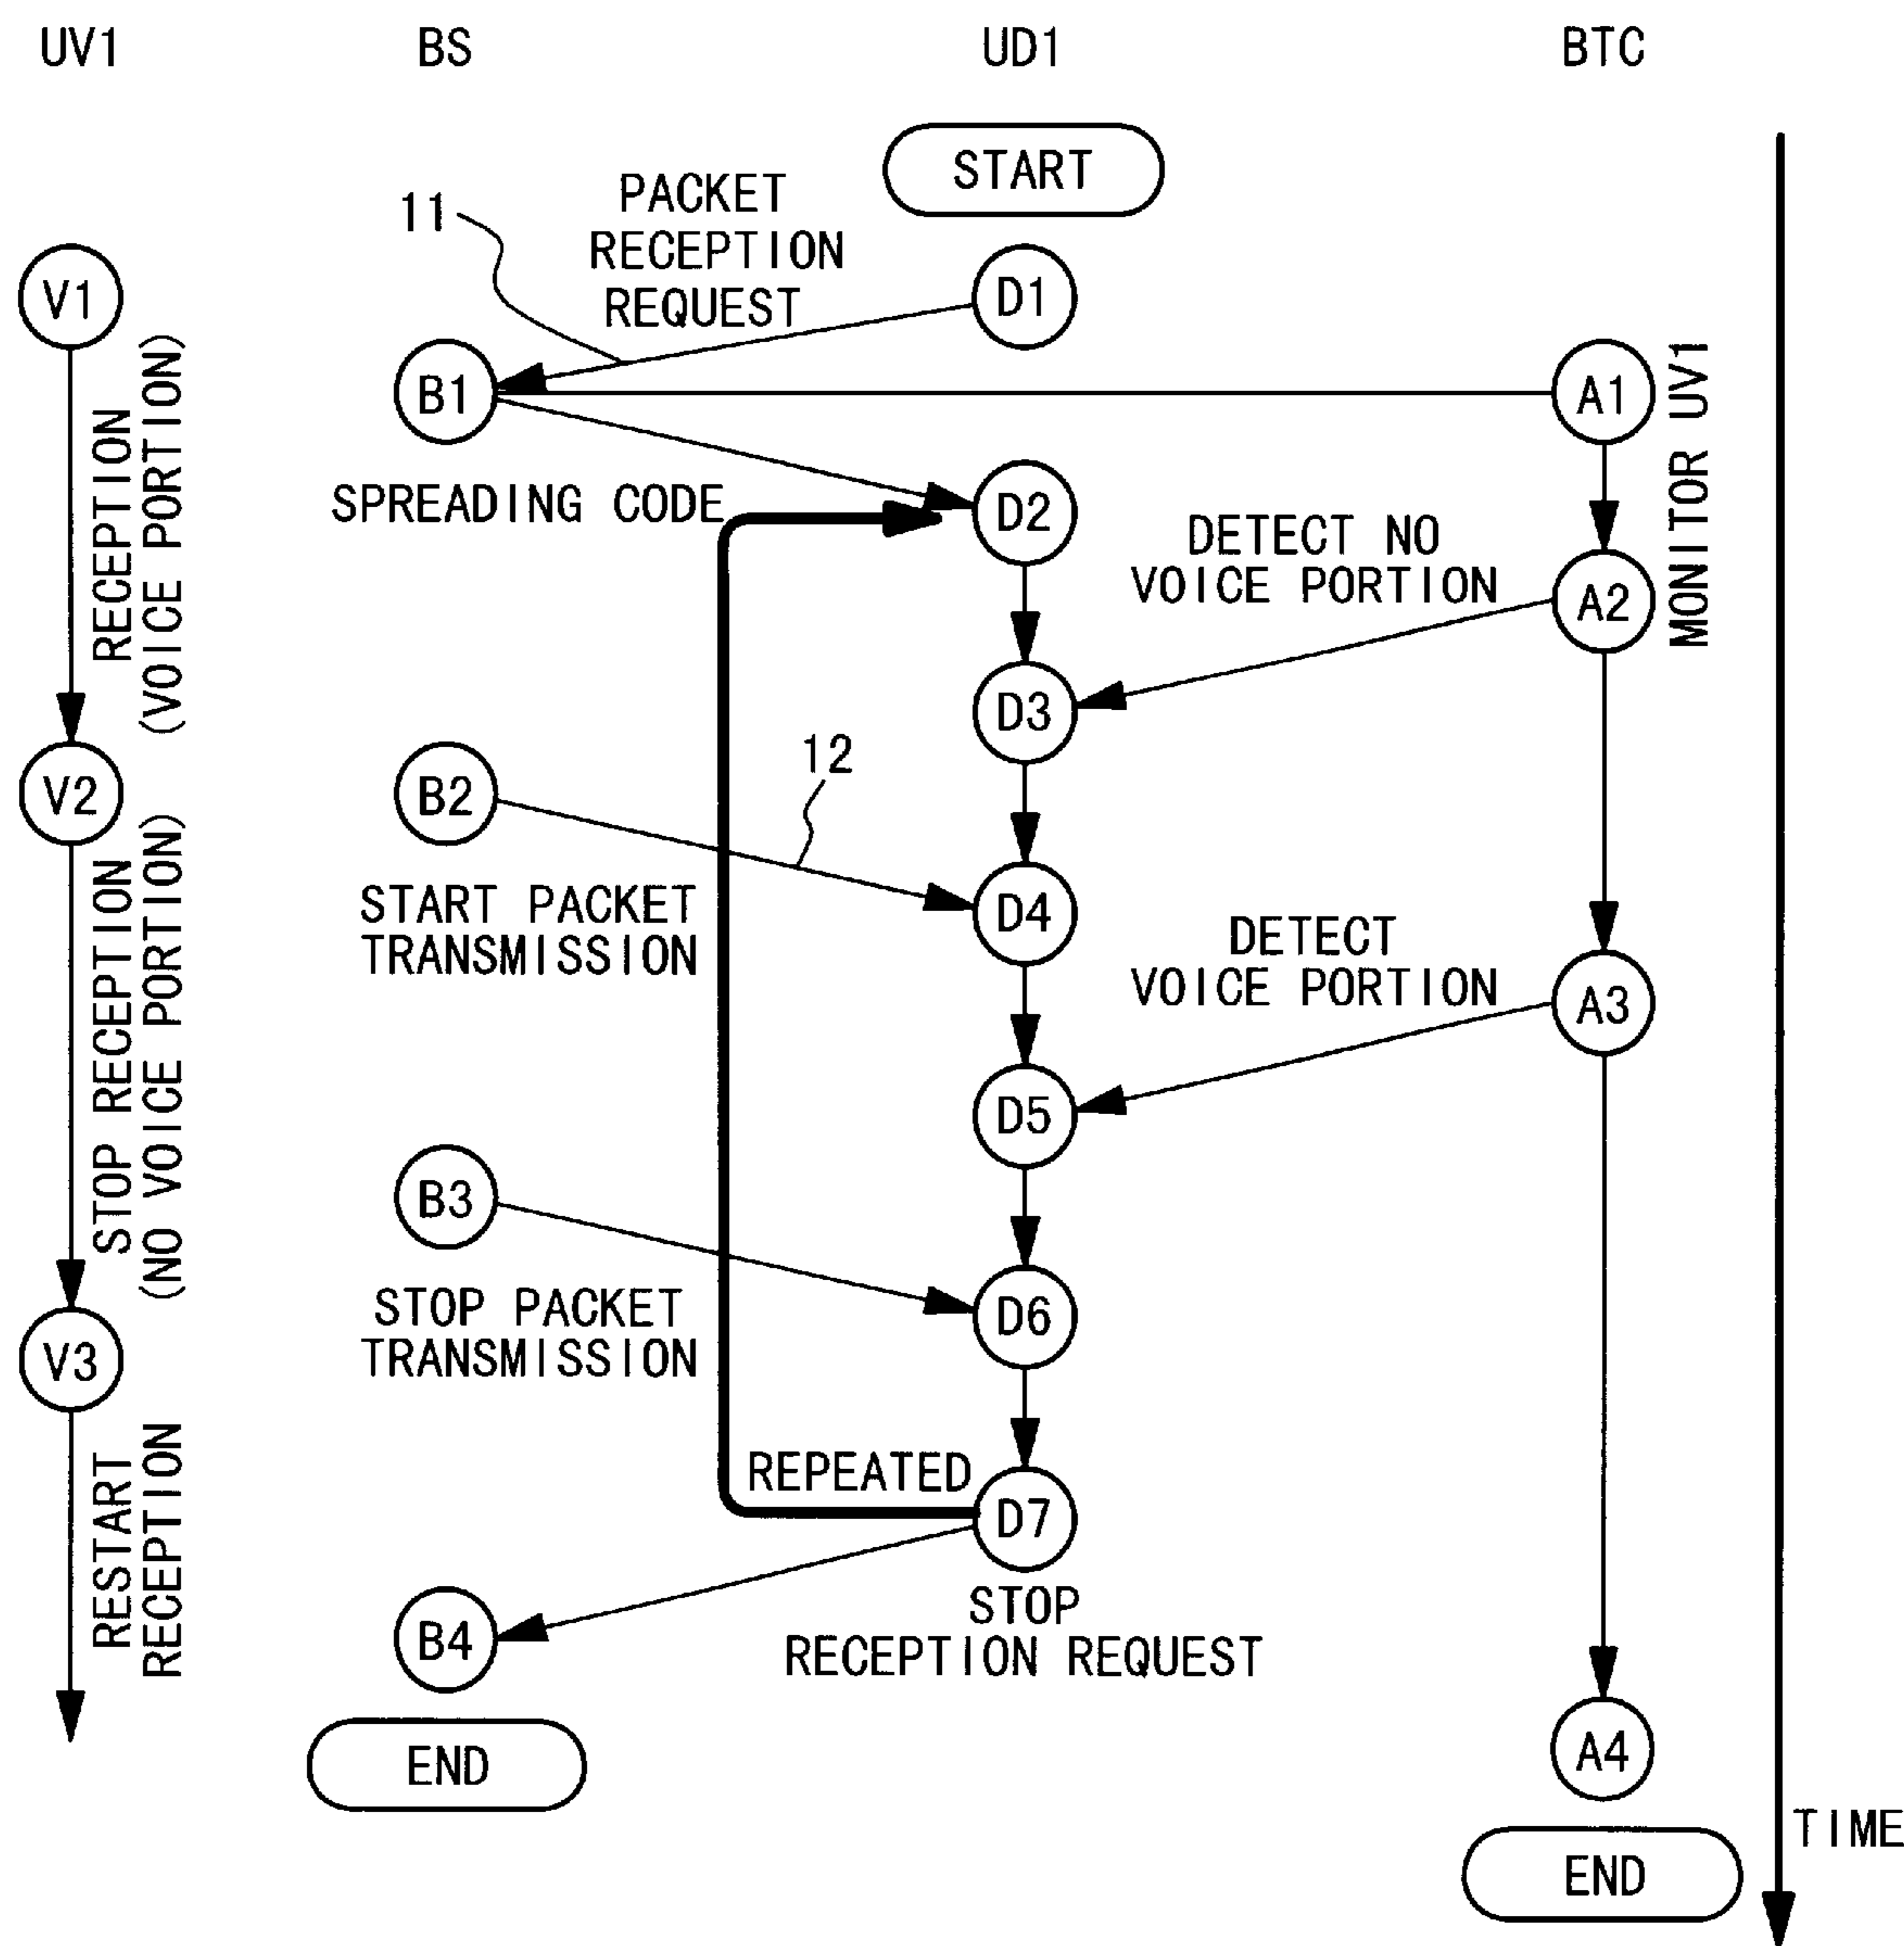 UV1
BS
UD1
BTC
START
PACKET
RECEPTION
REQUEST
11
V1
D1
B1
A1
MONITOR UV1
RECEPTION
(VOICE PORTION)
SPREADING CODE
D2
DETECT NO
VOICE PORTION
A2
D3
12
V2
B2
STOP RECEPTION
(NO VOICE PORTION)
START PACKET
TRANSMISSION
D4
DETECT
VOICE PORTION
A3
D5
B3
STOP PACKET
TRANSMISSION
D6
V3
RESTART
RECEPTION
REPEATED
D7
STOP
RECEPTION REQUEST
B4
END
A4
TIME
END